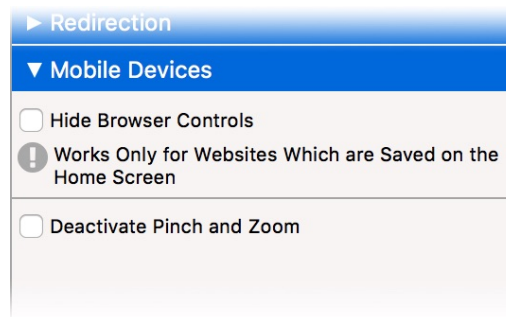 Redirection
Mobile Devices
Hide Browser Controls
Works Only for Websites Which are Saved on the
Home Screen
Deactivate Pinch and Zoom